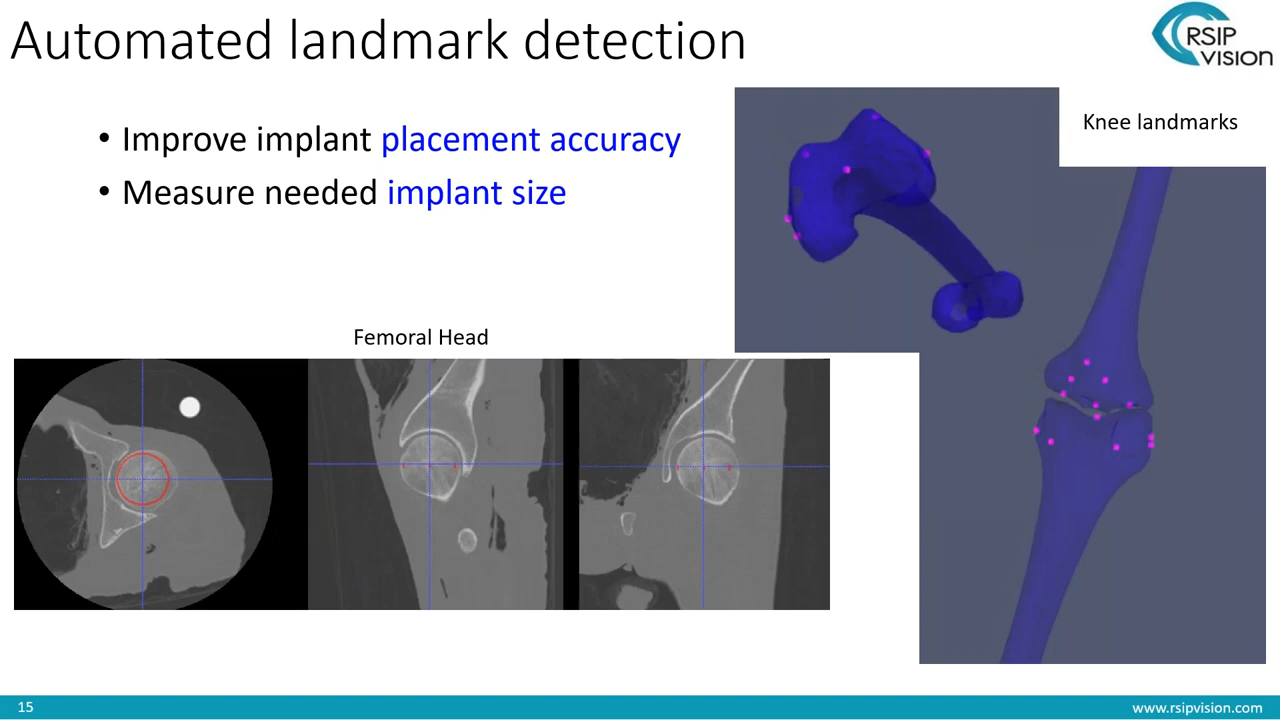 Automated landmark detection
RSIP
VISION
• Improve implant placement accuracy
• Measure needed implant size
Knee landmarks
Femoral Head
15
www.rsipvision.com